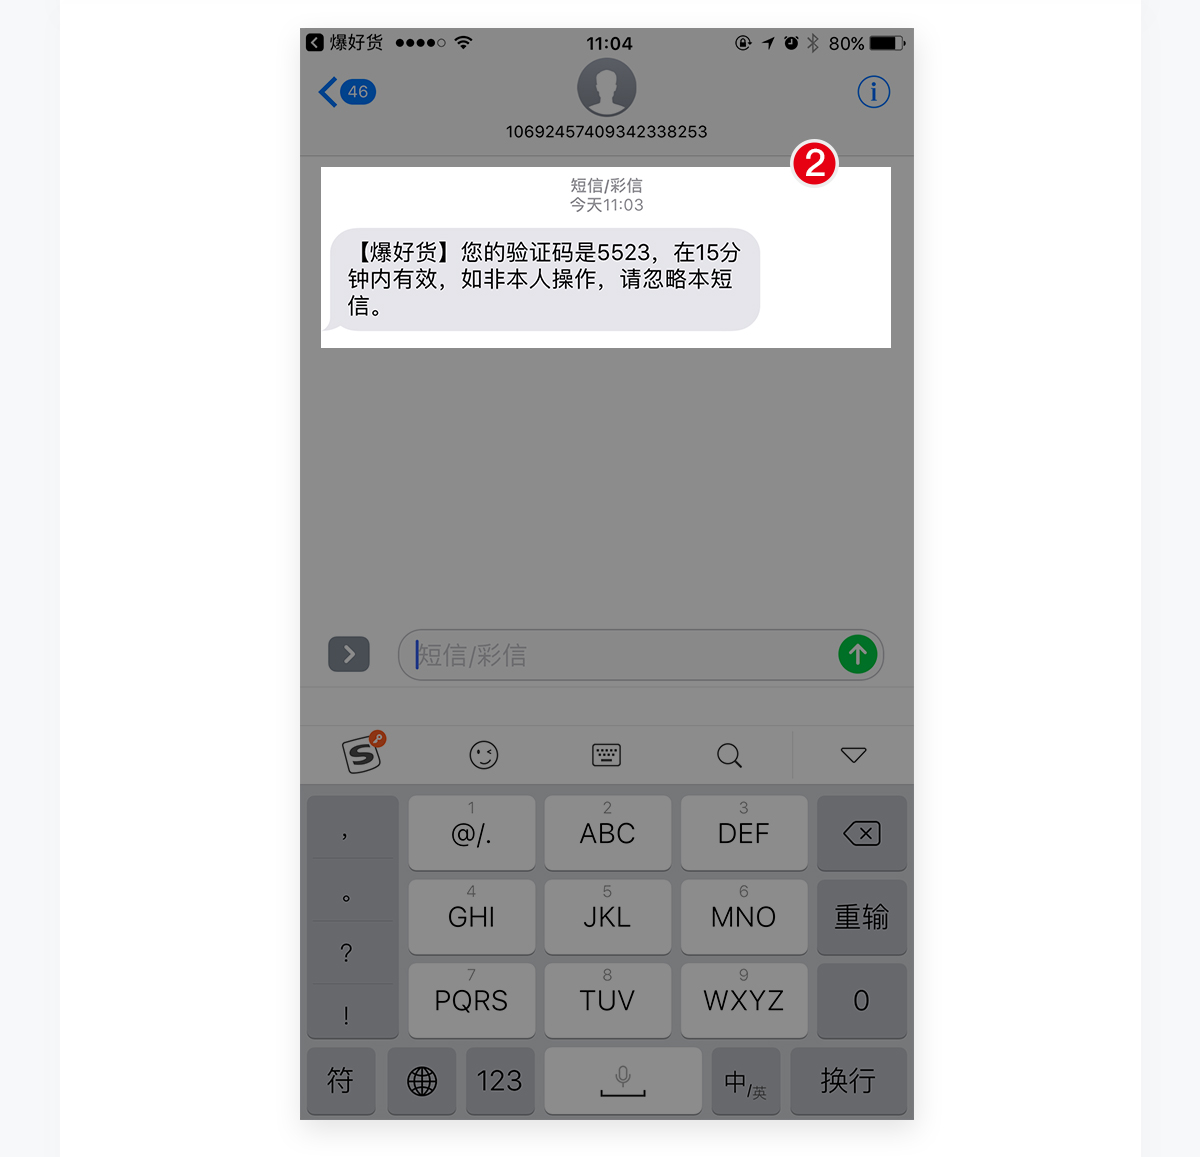 爆好货
11:04
80%
46
10692457409342338253
2
短信/彩信
今天11:03
【爆好货】您的验证码是5523，在15分
钟内有效，如非本人操作，请忽略本短
信。
短信/彩信
S
，
1
@/.
2
ABC
3
DEF
。
4
GHI
5
JKL
6
MNO
重输
?
7
PQRS
8
TUV
9
WXYZ
0
!
符
123
中/英
换行